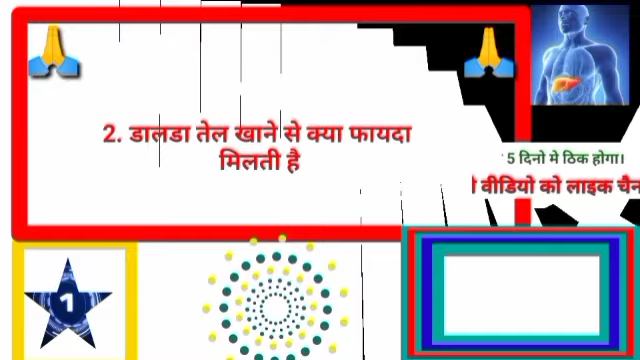 2. डालडा तेल खाने से क्या फायदा
मिलती है
5 दिनो मे ठिक होगा।
वीडियो को लाइक चैन
1